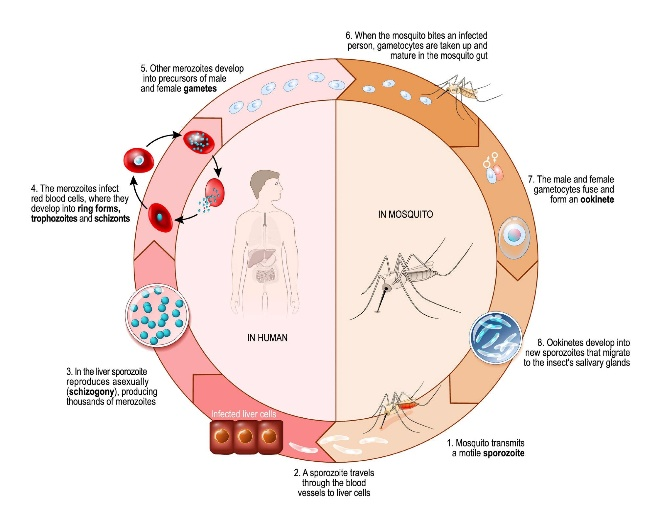 6. When the mosquito bites an infected
person, gametocytes are taken up and
mature in the mosquito gut
5. Other merozoites develop
into precursors of male
and female gametes
7. The male and female
gametocytes fuse and
form an ookinete
4. The merozoites infect
red blood cells, where they
develop into ring forms,
trophozoites and schizonts
IN MOSQUITO
IN HUMAN
8. Ookinetes develop into
new sporozoites that migrate
to the insect's salivary glands
3. In the liver sporozoite
reproduces asexually
(schizogony), producing
thousands of merozoites
Infected liver cells
1. Mosquito transmits
a motile sporozoite
2. A sporozoite travels
through the blood
vessels to liver cells